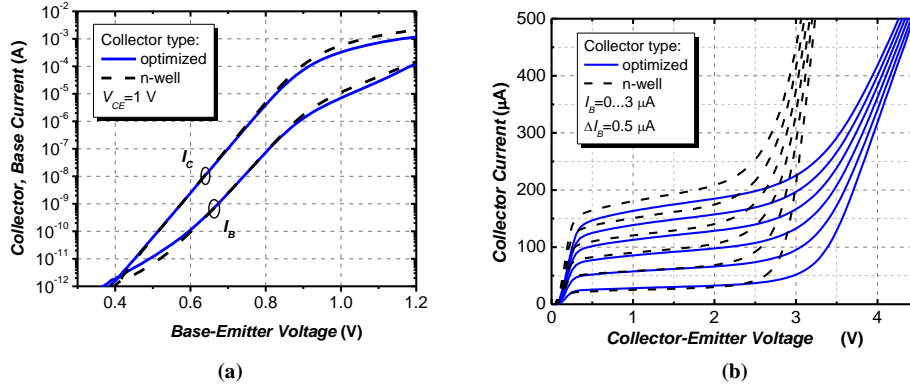 (a)
Collector, Base Current (A)
10⁻³
10⁻⁴
10⁻⁵
10⁻⁶
10⁻⁷
10⁻⁸
10⁻⁹
10⁻¹⁰
10⁻¹¹
10⁻¹²
Collector type:
optimized
n-well
V_CE=1 V
I_C
I_B
0.4 0.6 0.8 1.0 1.2
Base-Emitter Voltage (V)
(a)
b)
Collector Current (µA)
500
400
300
200
100
0
Collector type:
optimized
n-well
I_B=0...3 µA
ΔI_B=0.5 µA
0 1 2 3 4
Collector-Emitter Voltage (V)
(b)